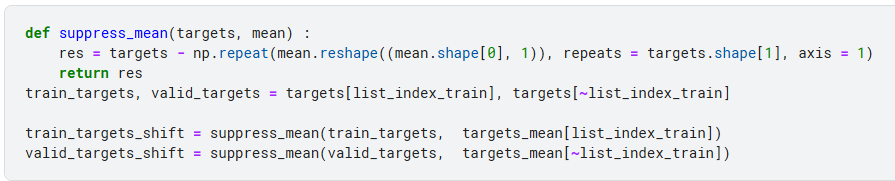 def suppress_mean(targets, mean) :
    res = targets - np.repeat(mean.reshape((mean.shape[0], 1)), repeats = targets.shape[1], axis = 1)
    return res
train_targets, valid_targets = targets[list_index_train], targets[~list_index_train]

train_targets_shift = suppress_mean(train_targets,  targets_mean[list_index_train])
valid_targets_shift = suppress_mean(valid_targets,  targets_mean[~list_index_train])